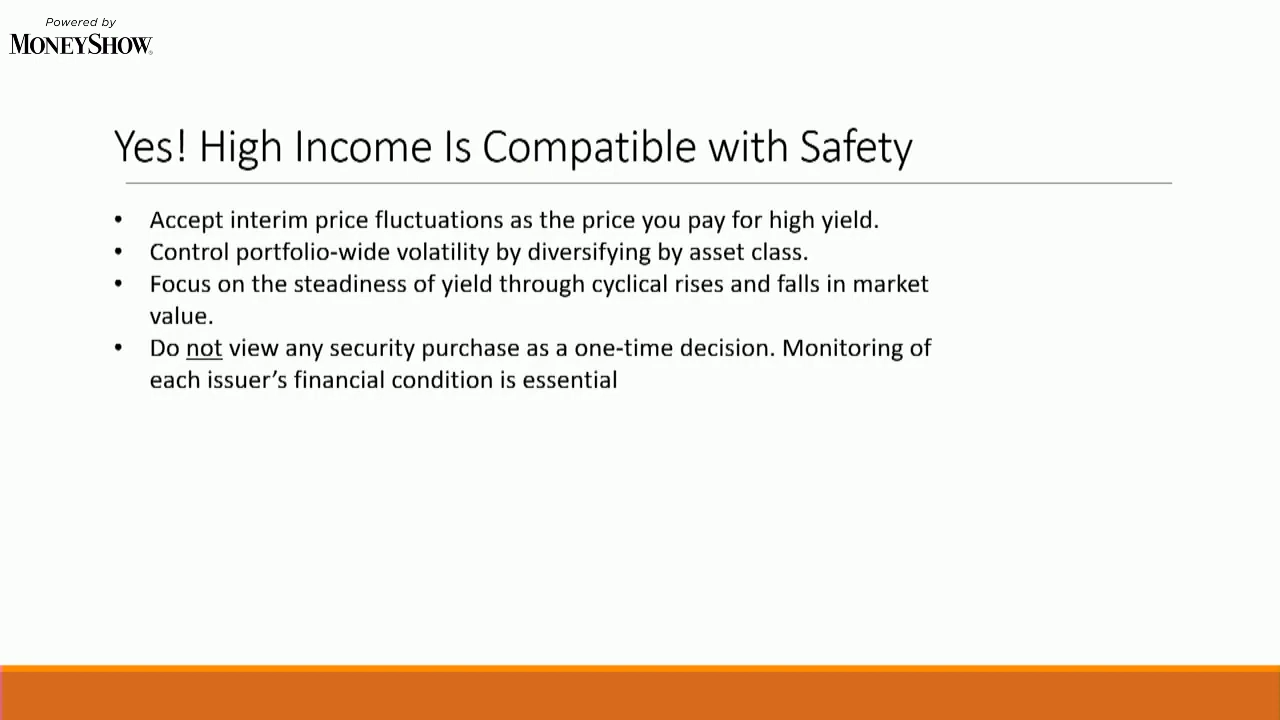 Powered by
MONEYSHOW
Yes! High Income Is Compatible with Safety
• Accept interim price fluctuations as the price you pay for high yield.
• Control portfolio-wide volatility by diversifying by asset class.
• Focus on the steadiness of yield through cyclical rises and falls in market
value.
• Do not view any security purchase as a one-time decision. Monitoring of
each issuer’s financial condition is essential